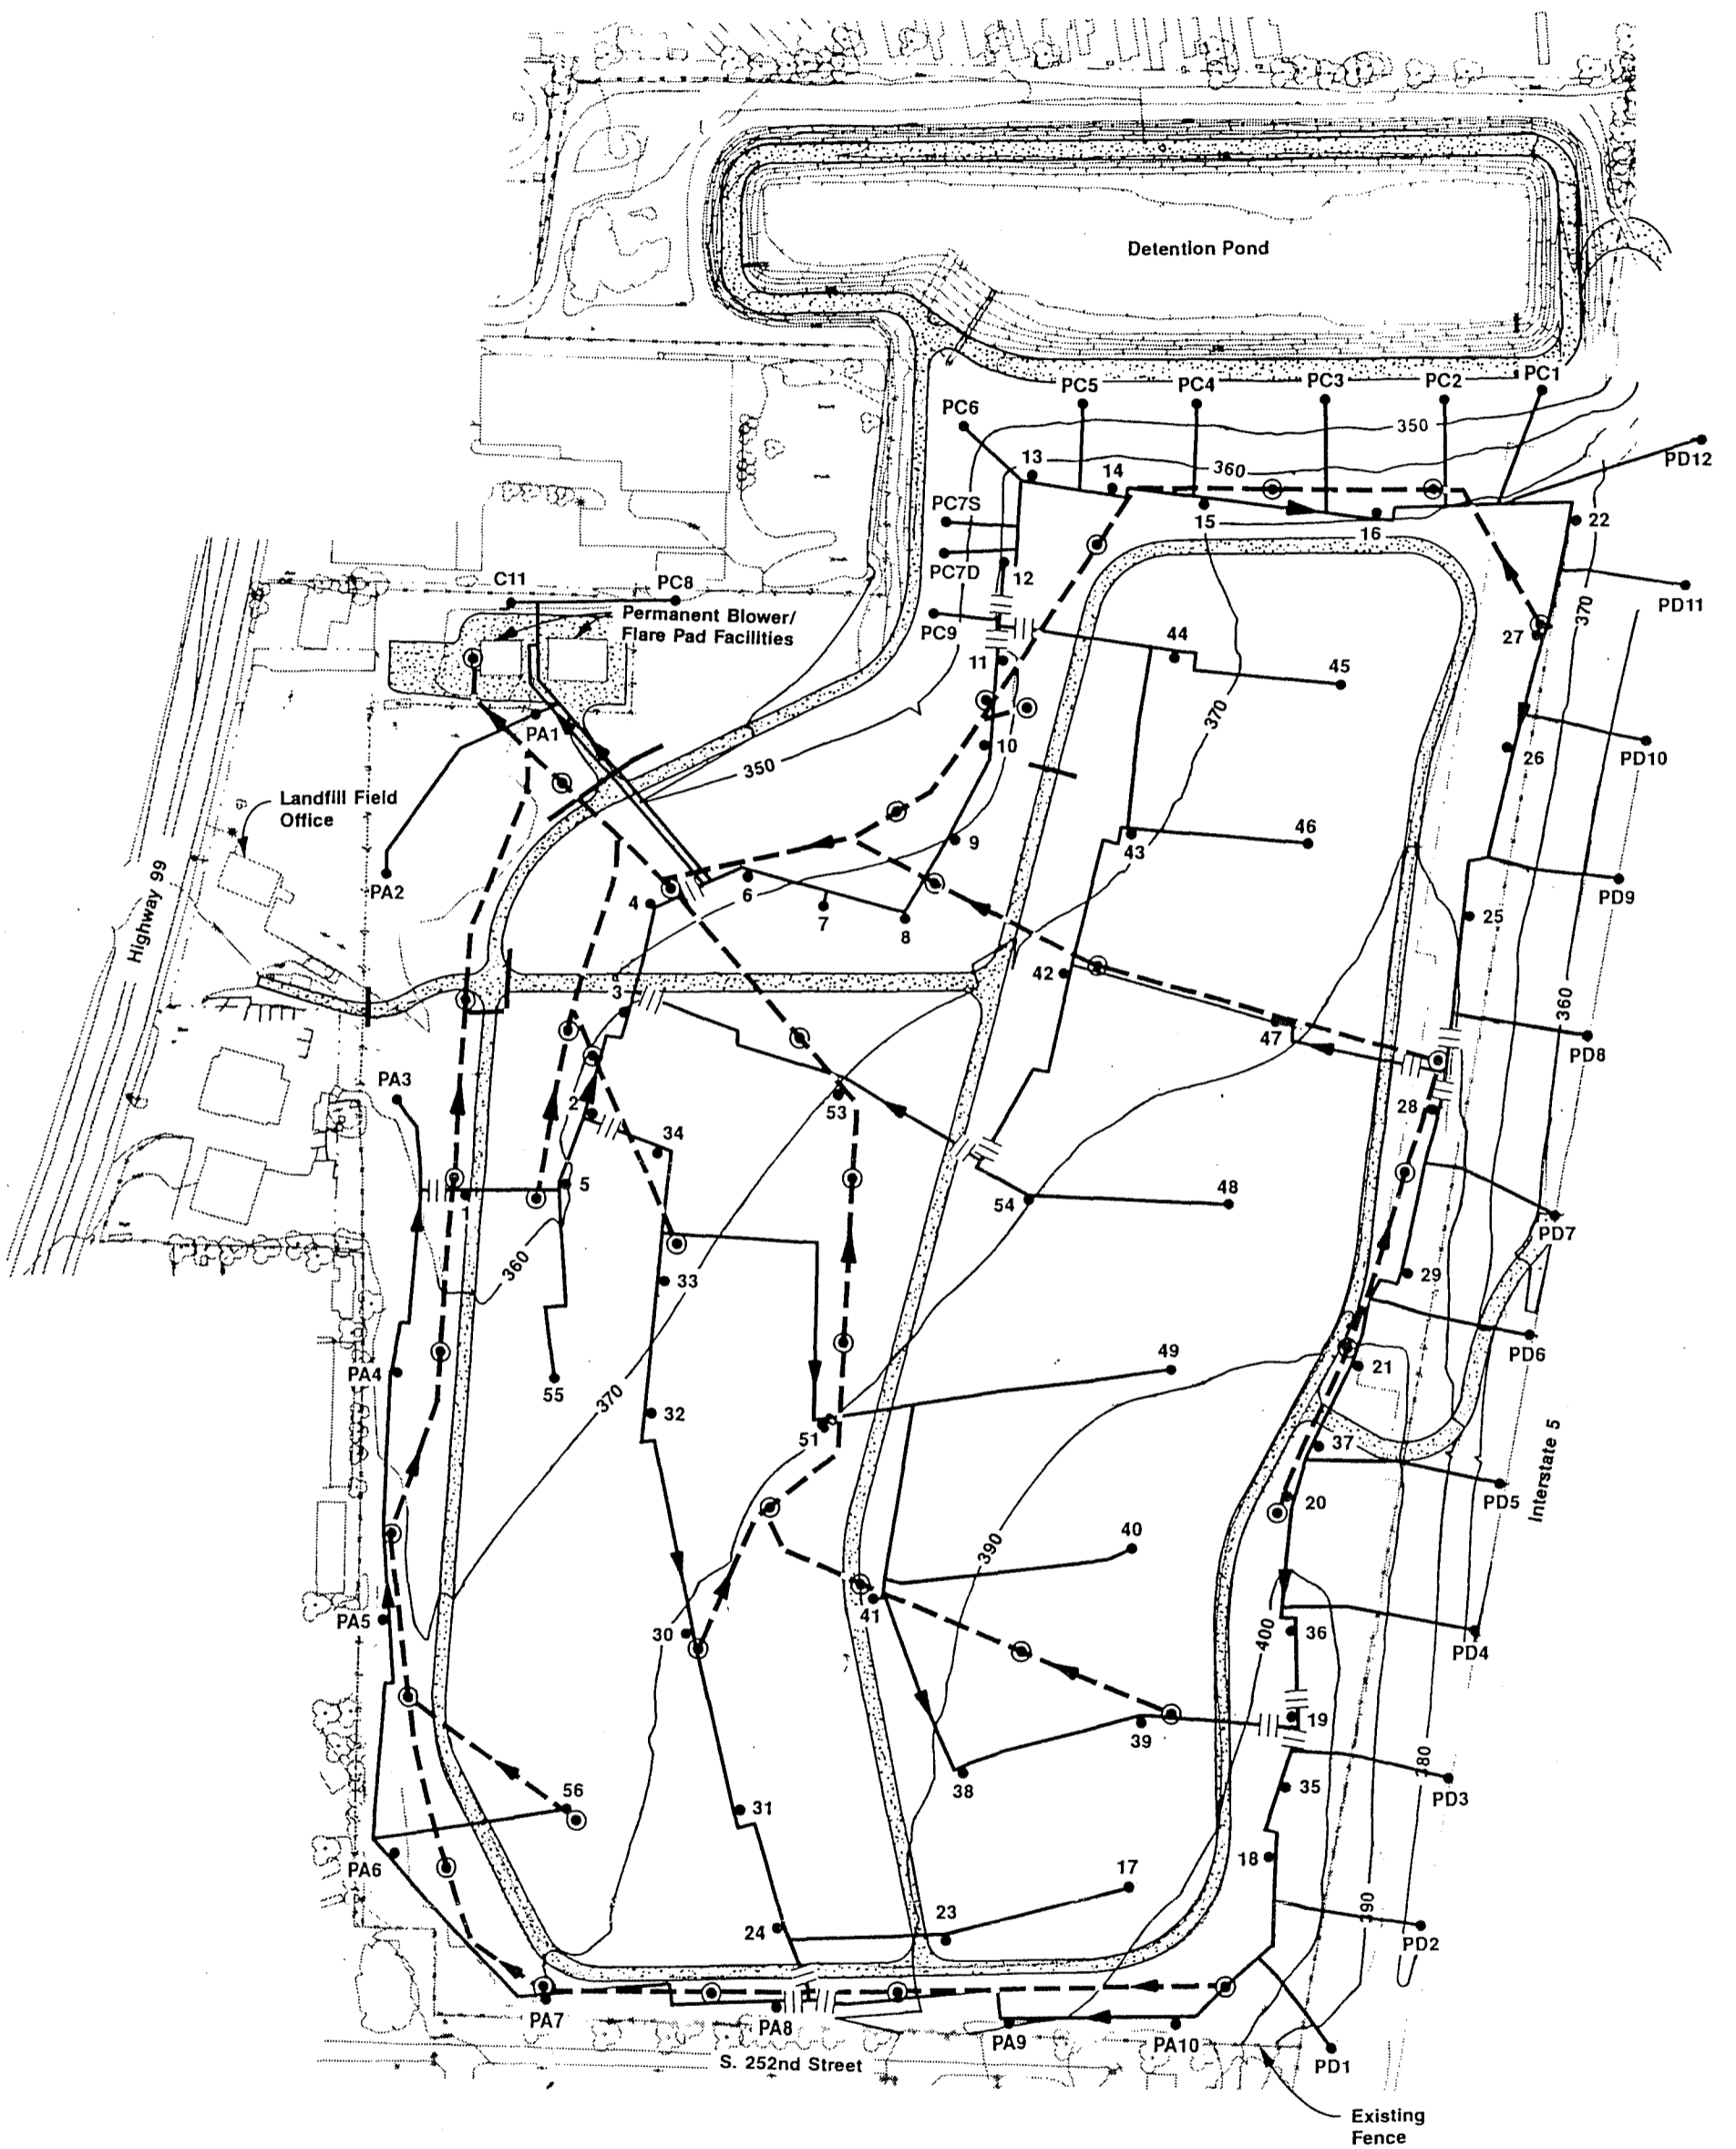 Detention Pond
PC5
PC4
PC3
PC2
PC1
PC6
350
PD12
13
14
360
PC7S
15
16
22
PC7D
12
370
PD11
C11
PC8
Permanent Blower/
Flare Pad Facilities
PC9
44
27
11
45
370
PA1
10
26
PD10
350
Landfill Field
Office
46
9
43
Highway 99
PA2
6
4
7
8
25
PD9
42
3
360
47
PD8
PA3
2
53
28
34
5
1
54
48
PD7
360
33
29
49
PD6
PA4
21
55
370
32
51
37
Interstate 5
20
PD5
40
390
41
PA5
30
400
36
PD4
19
39
380
38
35
PD3
56
31
PA6
18
17
23
24
390
PD2
PA7
PA8
PA9
PA10
S. 252nd Street
PD1
Existing
Fence